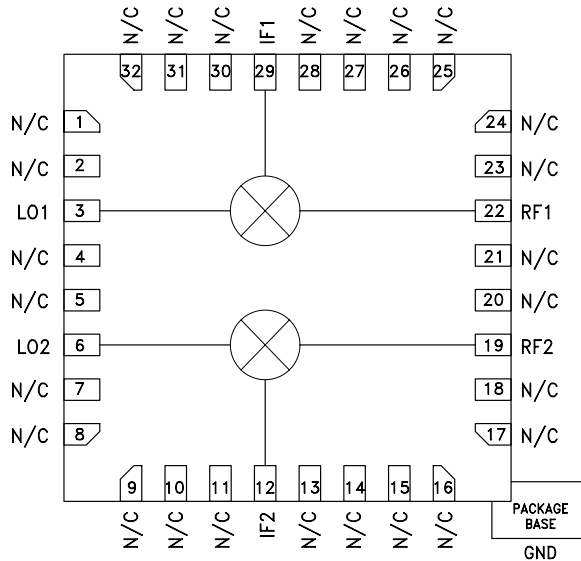 N/C N/C N/C IF1 N/C N/C N/C N/C
32 31 30 29 28 27 26 25
N/C 1 24 N/C
N/C 2 23 N/C
LO1 3 22 RF1
N/C 4 21 N/C
N/C 5 20 N/C
LO2 6 19 RF2
N/C 7 18 N/C
N/C 8 17 N/C
9 10 11 12 13 14 15 16
N/C N/C N/C IF2 N/C N/C N/C N/C
PACKAGE
BASE
GND